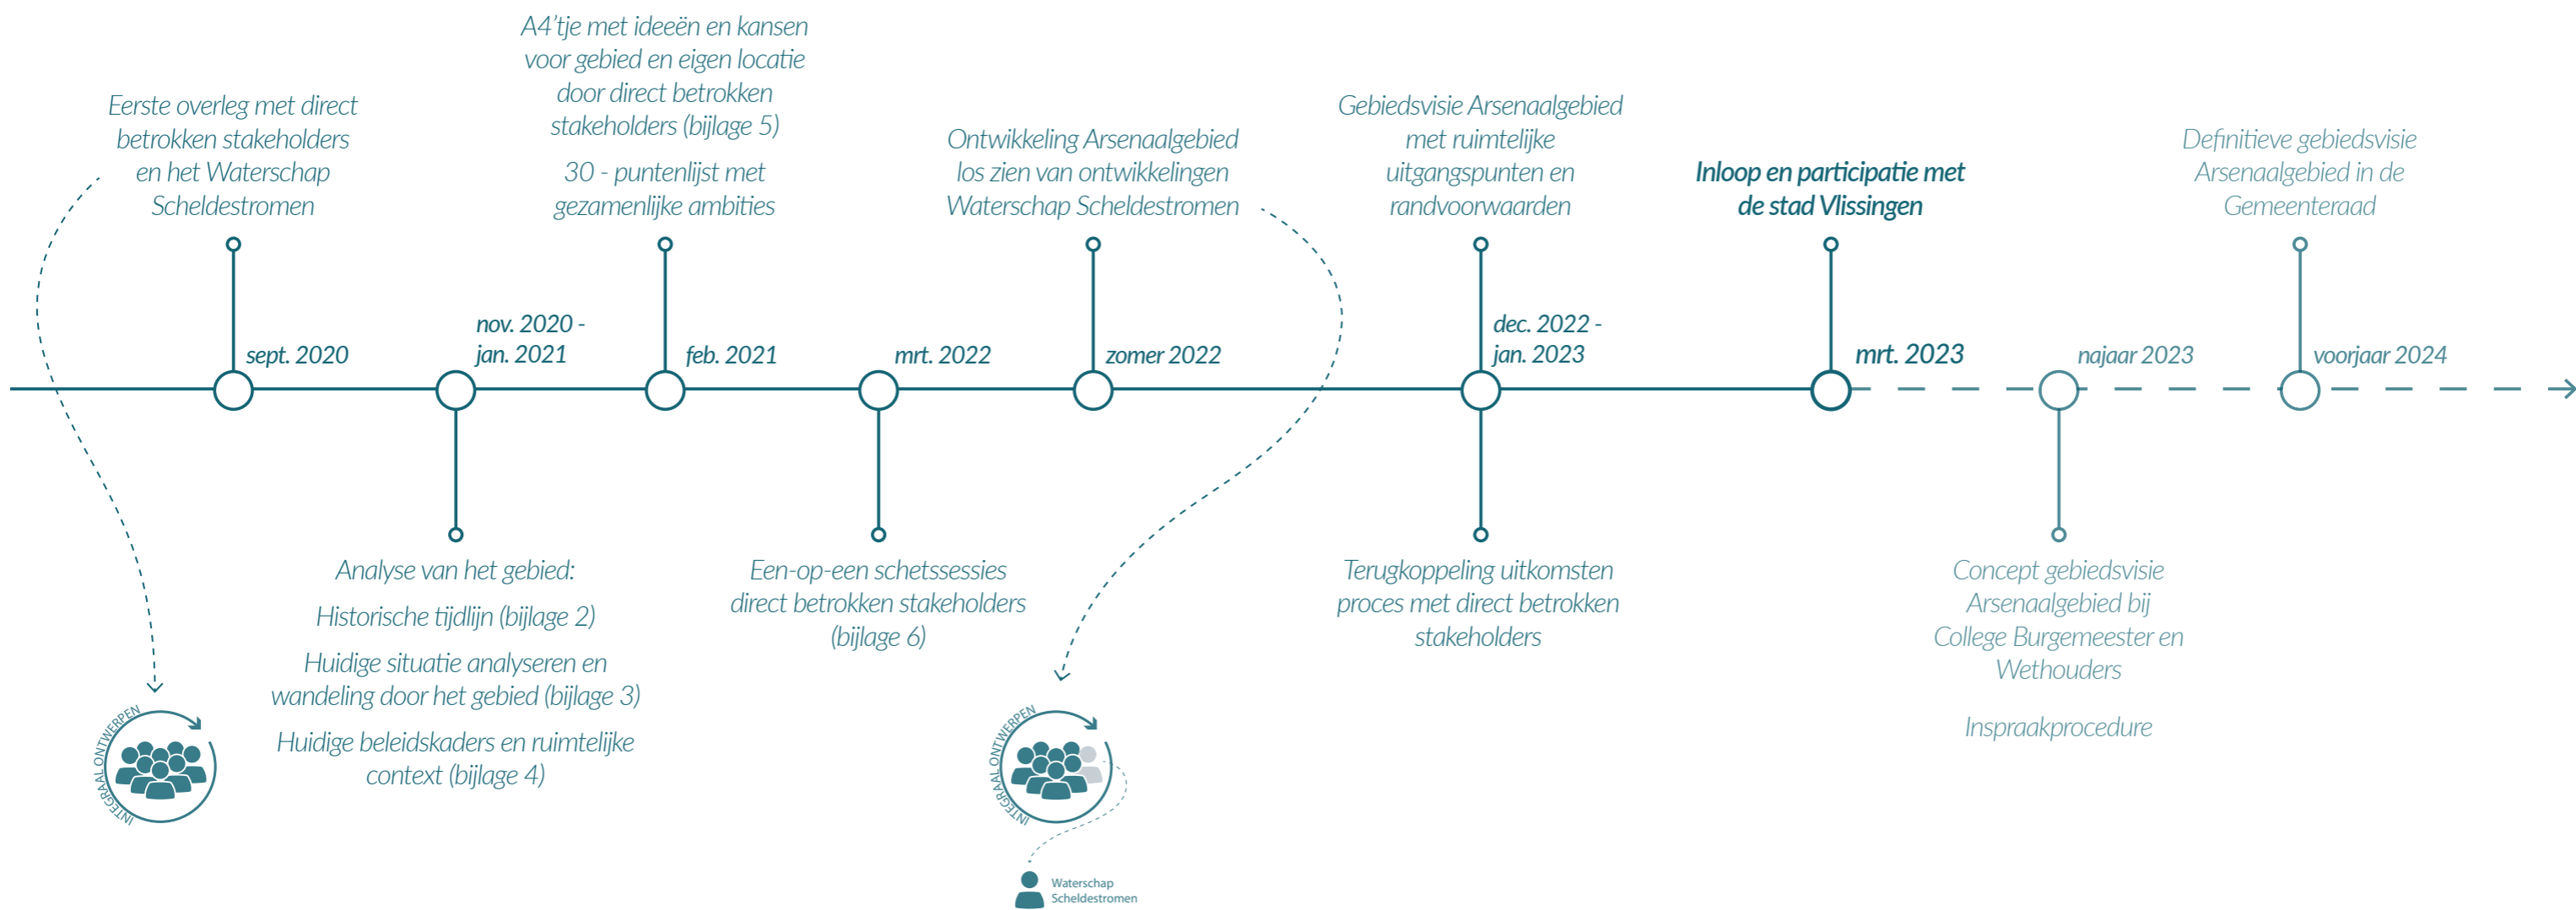 Eerste overleg met direct
betrokken stakeholders
en het Waterschap
Scheldestromen
sept. 2020
nov. 2020 -
jan. 2021
Analyse van het gebied:
Historische tijdlijn (bijlage 2)
Huidige situatie analyseren en
wandeling door het gebied (bijlage 3)
Huidige beleidskaders en ruimtelijke
context (bijlage 4)
A4'tje met ideeën en kansen
voor gebied en eigen locatie
door direct betrokken
stakeholders (bijlage 5)
30 - puntenlijst met
gezamenlijke ambities
feb. 2021
mrt. 2022
Een-op-een schetssessies
direct betrokken stakeholders
(bijlage 6)
Ontwikkeling Arsenaalgebied
los zien van ontwikkelingen
Waterschap Scheldestromen
zomer 2022
Gebiedsvisie Arsenaalgebied
met ruimtelijke
uitgangspunten en
randvoorwaarden
dec. 2022 -
jan. 2023
Terugkoppeling uitkomsten
proces met direct betrokken
stakeholders
Inloop en participatie met
de stad Vlissingen
mrt. 2023
najaar 2023
Concept gebiedsvisie
Arsenaalgebied bij
College Burgemeester en
Wethouders
Inspraakprocedure
Definitieve gebiedsvisie
Arsenaalgebied in de
Gemeenteraad
voorjaar 2024
INTEGRAAL ONTWERPEN
INTEGRAAL ONTWERPEN
Waterschap
Scheldestromen